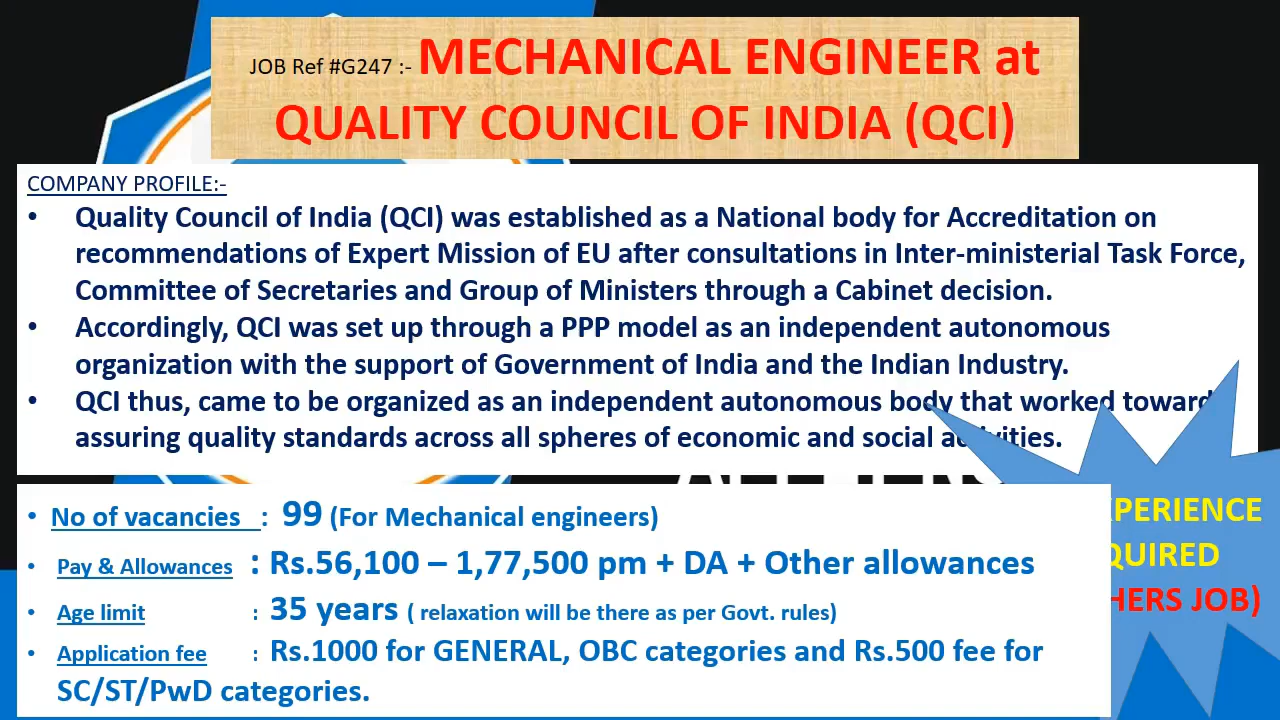 JOB Ref #G247 :- MECHANICAL ENGINEER at
QUALITY COUNCIL OF INDIA (QCI)
COMPANY PROFILE:-
• Quality Council of India (QCI) was established as a National body for Accreditation on
recommendations of Expert Mission of EU after consultations in Inter-ministerial Task Force,
Committee of Secretaries and Group of Ministers through a Cabinet decision.
• Accordingly, QCI was set up through a PPP model as an independent autonomous
organization with the support of Government of India and the Indian Industry.
• QCI thus, came to be organized as an independent autonomous body that worked toward
assuring quality standards across all spheres of economic and social activities.
• No of vacancies : 99 (For Mechanical engineers)
• Pay & Allowances : Rs.56,100 – 1,77,500 pm + DA + Other allowances
• Age limit : 35 years ( relaxation will be there as per Govt. rules)
• Application fee : Rs.1000 for GENERAL, OBC categories and Rs.500 fee for
SC/ST/PwD categories.
PERIENCE
QUIRED
HERS JOB)